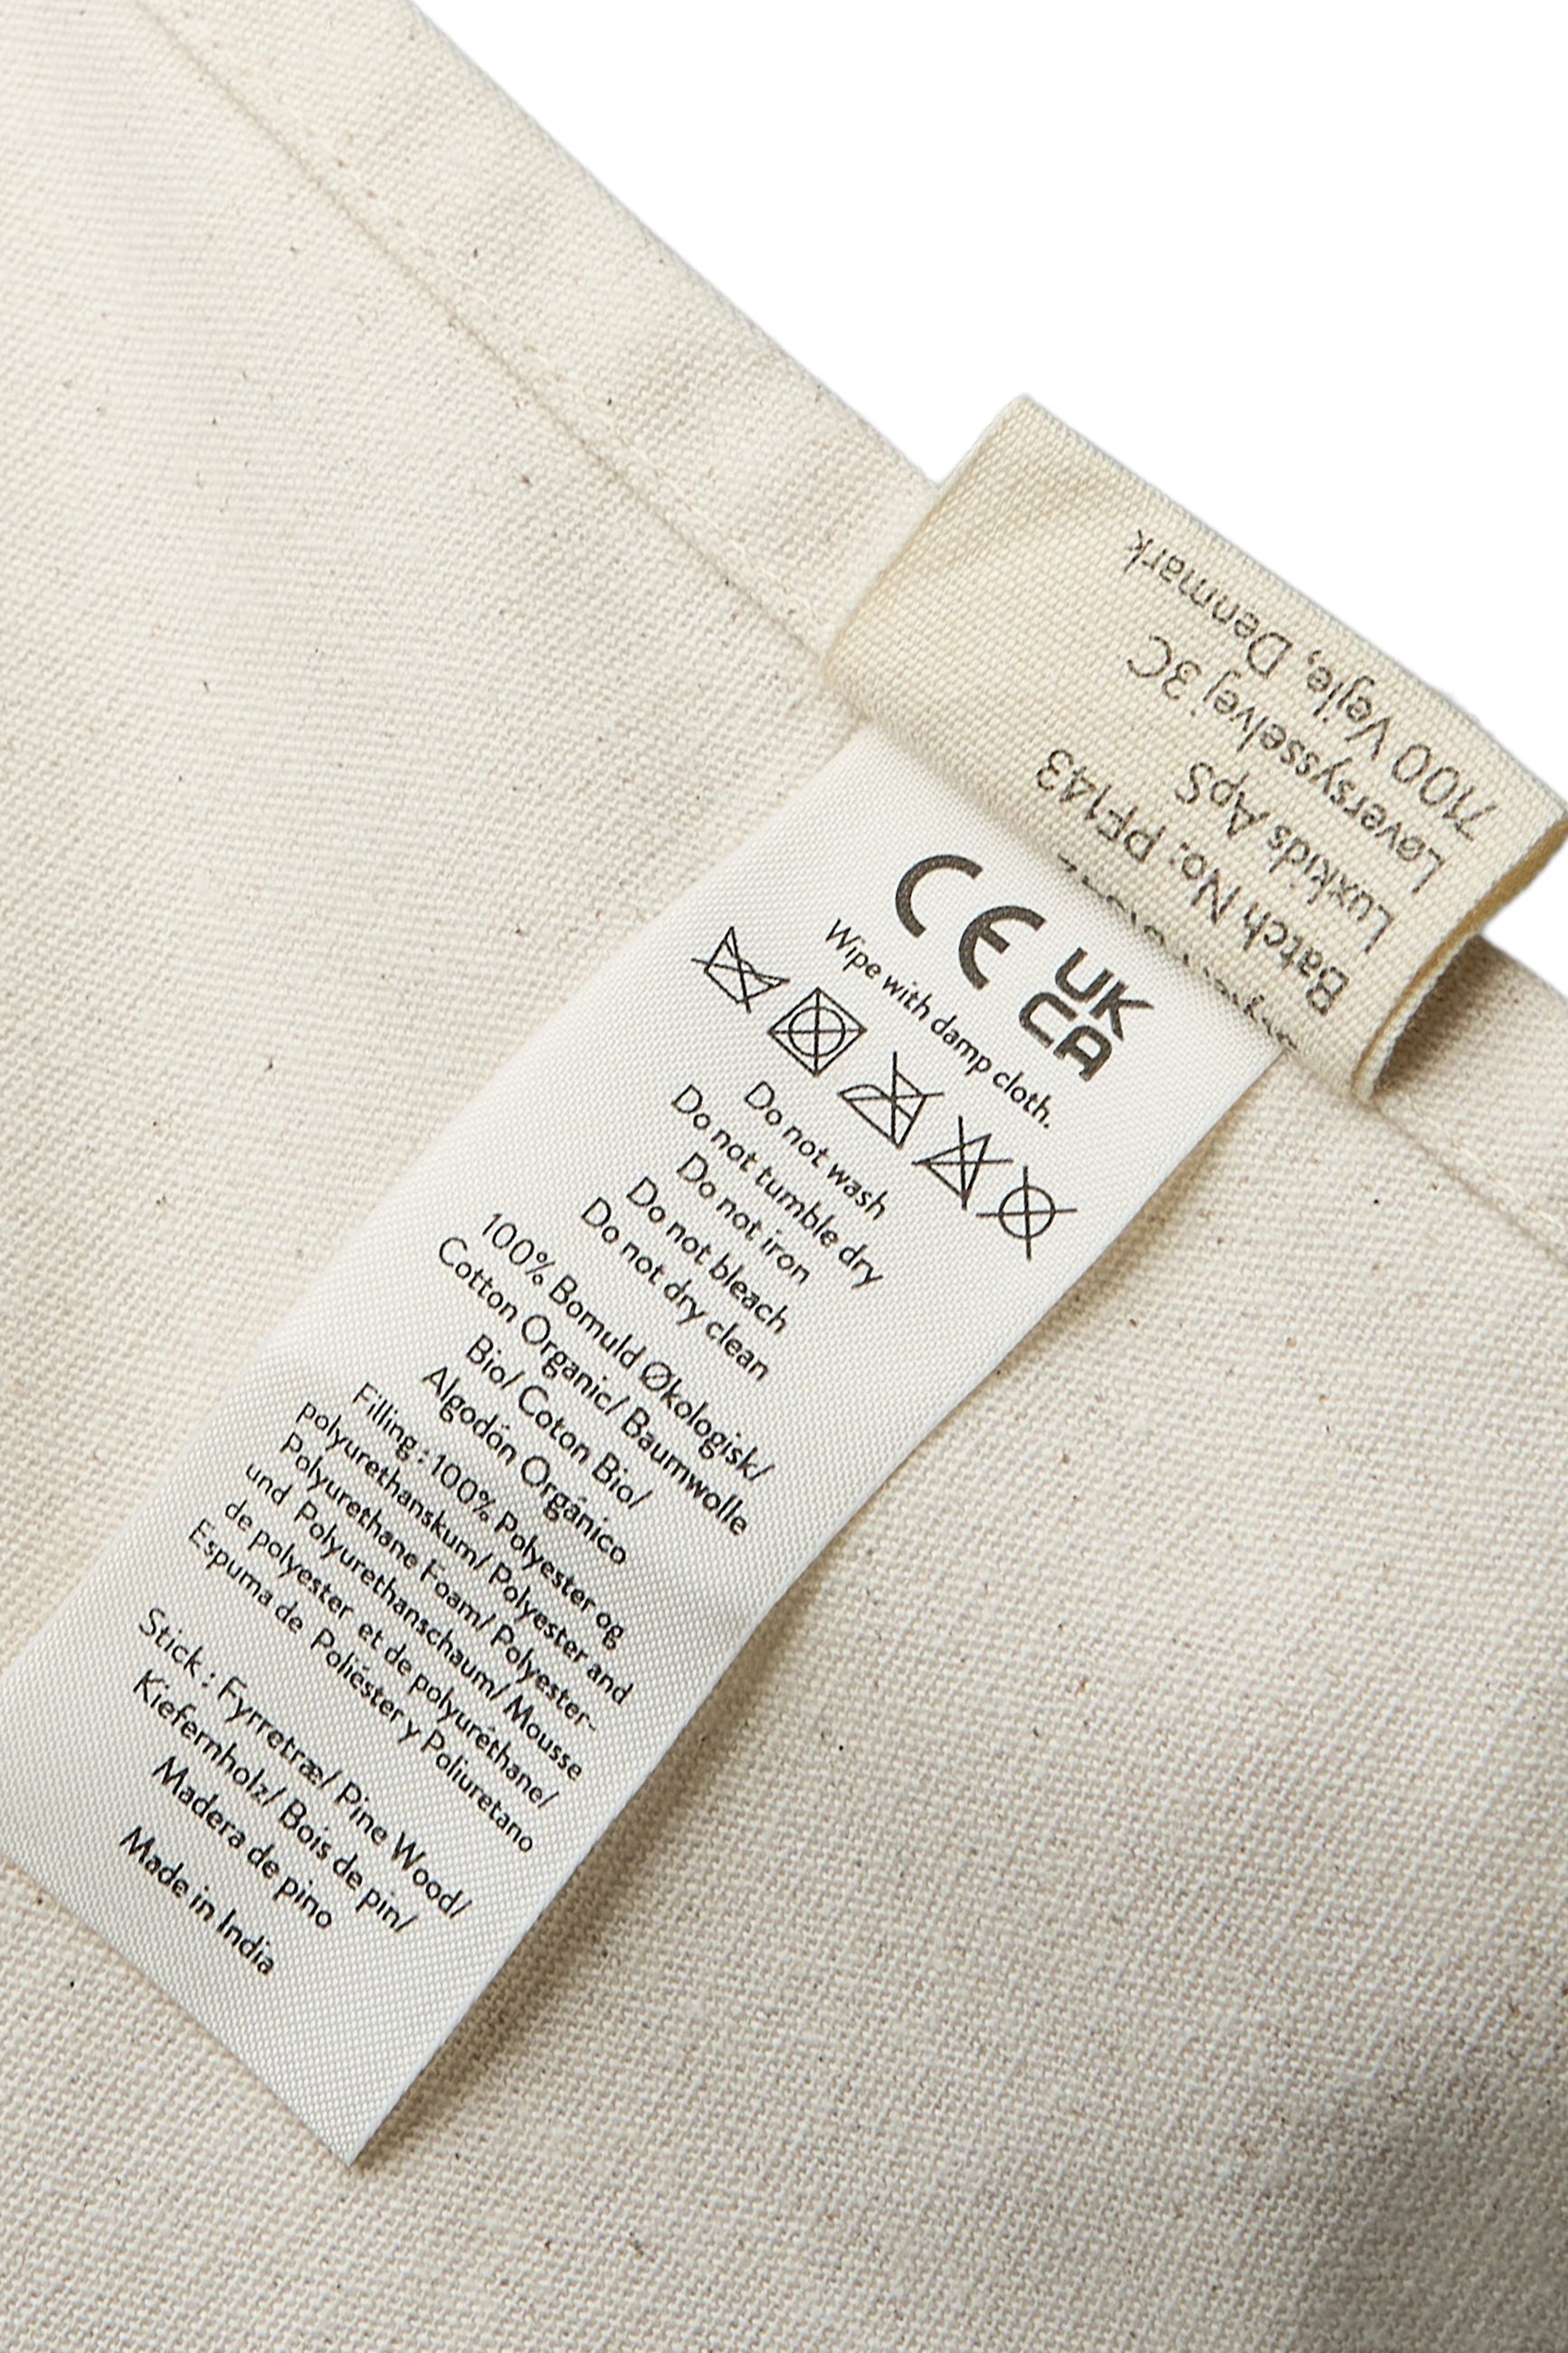 CE UK
CA
Wipe with damp cloth.
Do not wash
Do not tumble dry
Do not iron
Do not bleach
Do not dry clean
100% Bomuld Økologisk/
Cotton Organic/ Baumwolle
Bio/ Coton Bio/
Algodón Orgánico
Filling : 100% Polyester og
polyurethanskum/ Polyester and
Polyurethane Foam/ Polyester-
und Polyurethanschaum/ Mousse
de polyester et de polyuréthane/
Espuma de Poliéster y Poliuretano
Stick : Fyrretræ/ Pine Wood/
Kiefernholz/ Bois de pin/
Madera de pino
Made in India
Batch No: PF143
Luxkids ApS
Løversysselvej 3C
7100 Vejle, Denmark